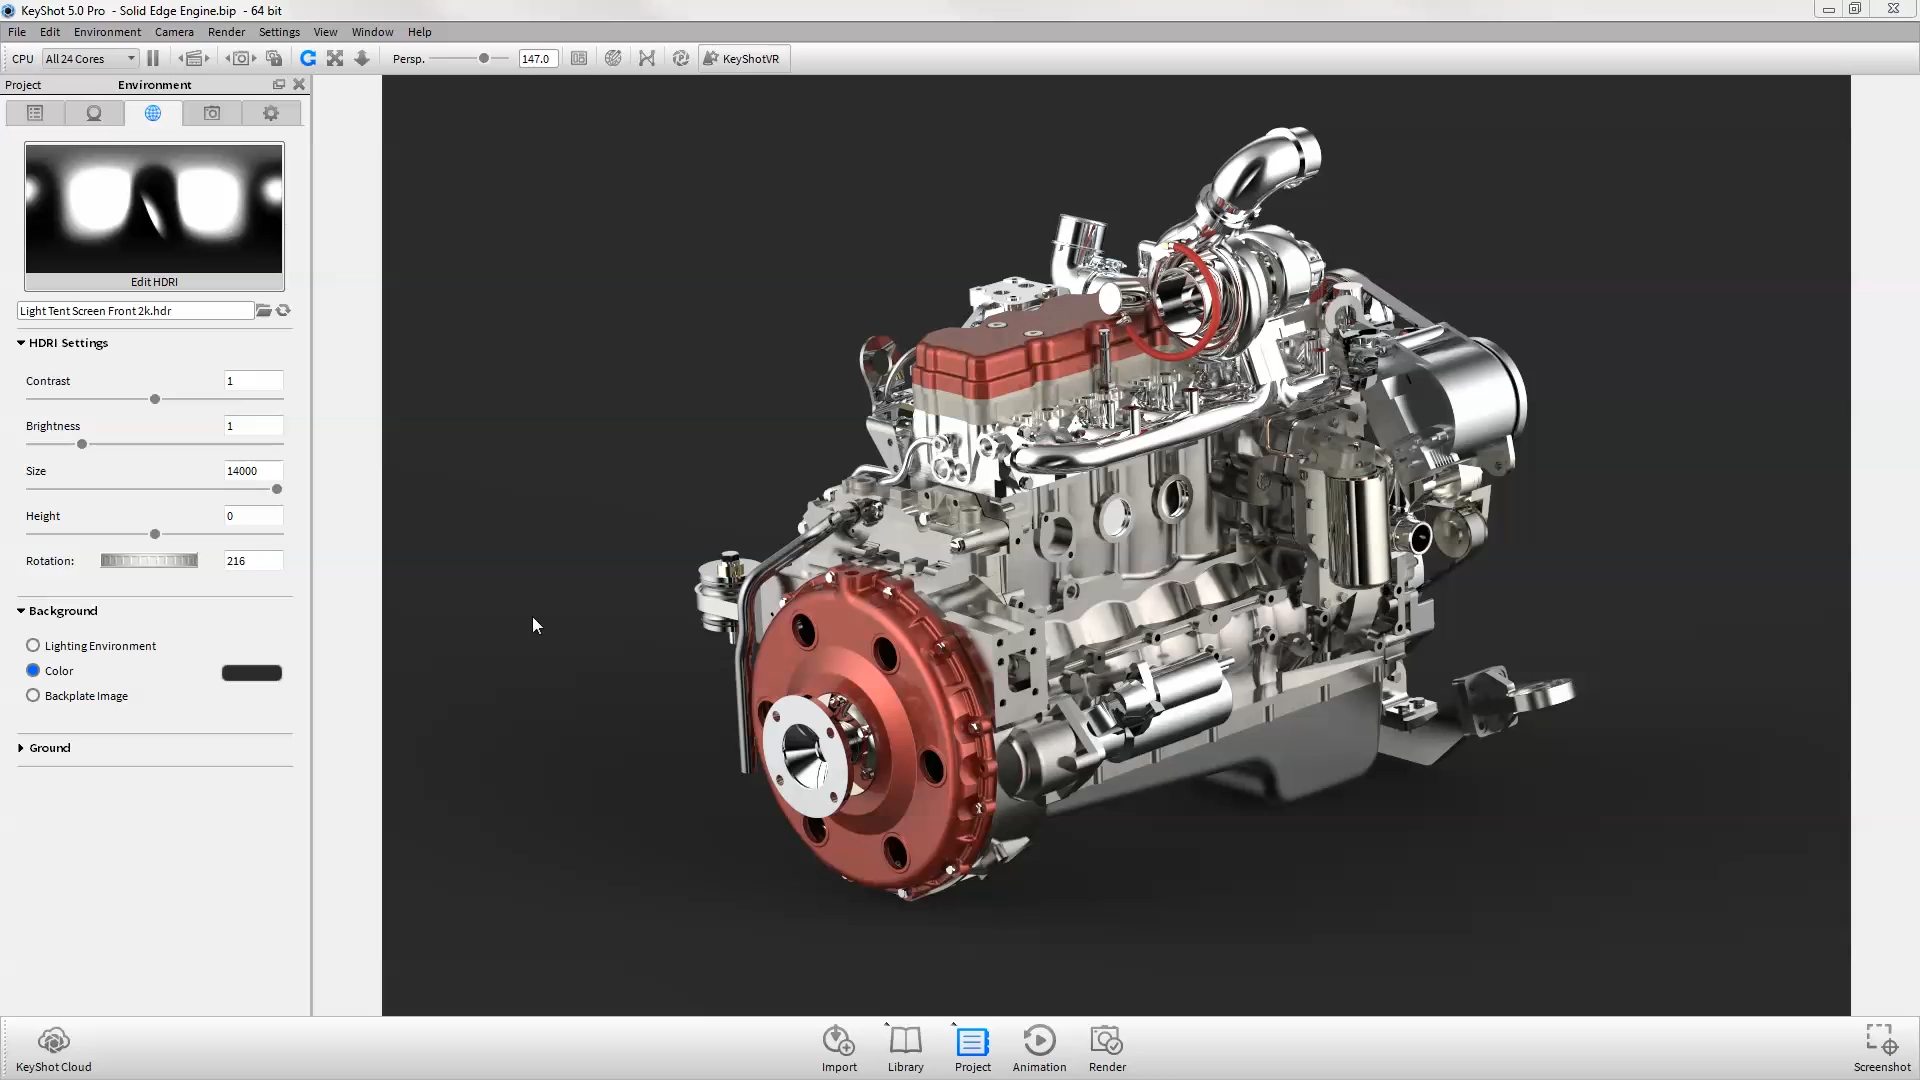 KeyShot 5.0 Pro - Solid Edge Engine.bip - 64 bit
File Edit Environment Camera Render Settings View Window Help
CPU All 24 Cores Persp. 147.0 KeyShotVR
Project Environment
Edit HDRI
Light Tent Screen Front 2k.hdr
HDRI Settings
Contrast 1
Brightness 1
Size 14000
Height 0
Rotation: 216
Background
Lighting Environment
Color
Backplate Image
Ground
KeyShot Cloud Import Library Project Animation Render Screenshot